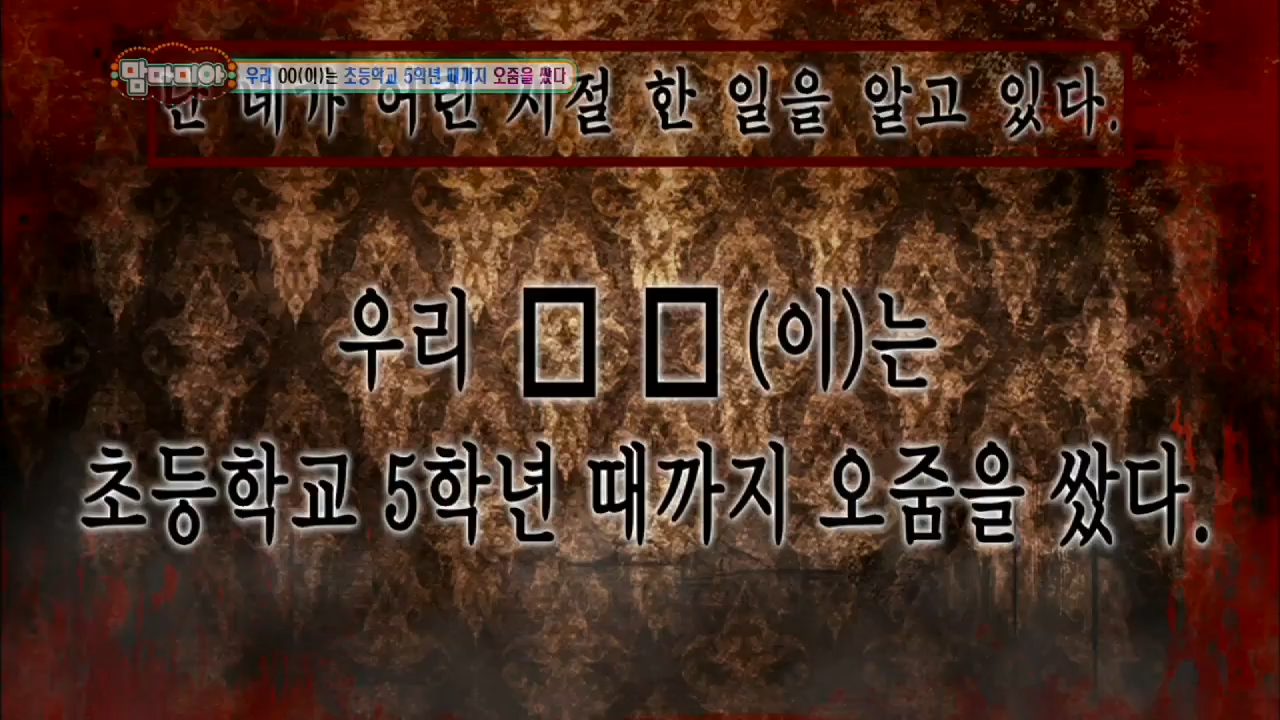 맘마미아
우리 OO(이)는 초등학교 5학년 때까지 오줌을 쌌다
난 네가 어린 시절 한 일을 알고 있다.
우리 □ □ (이)는
초등학교 5학년 때까지 오줌을 쌌다.